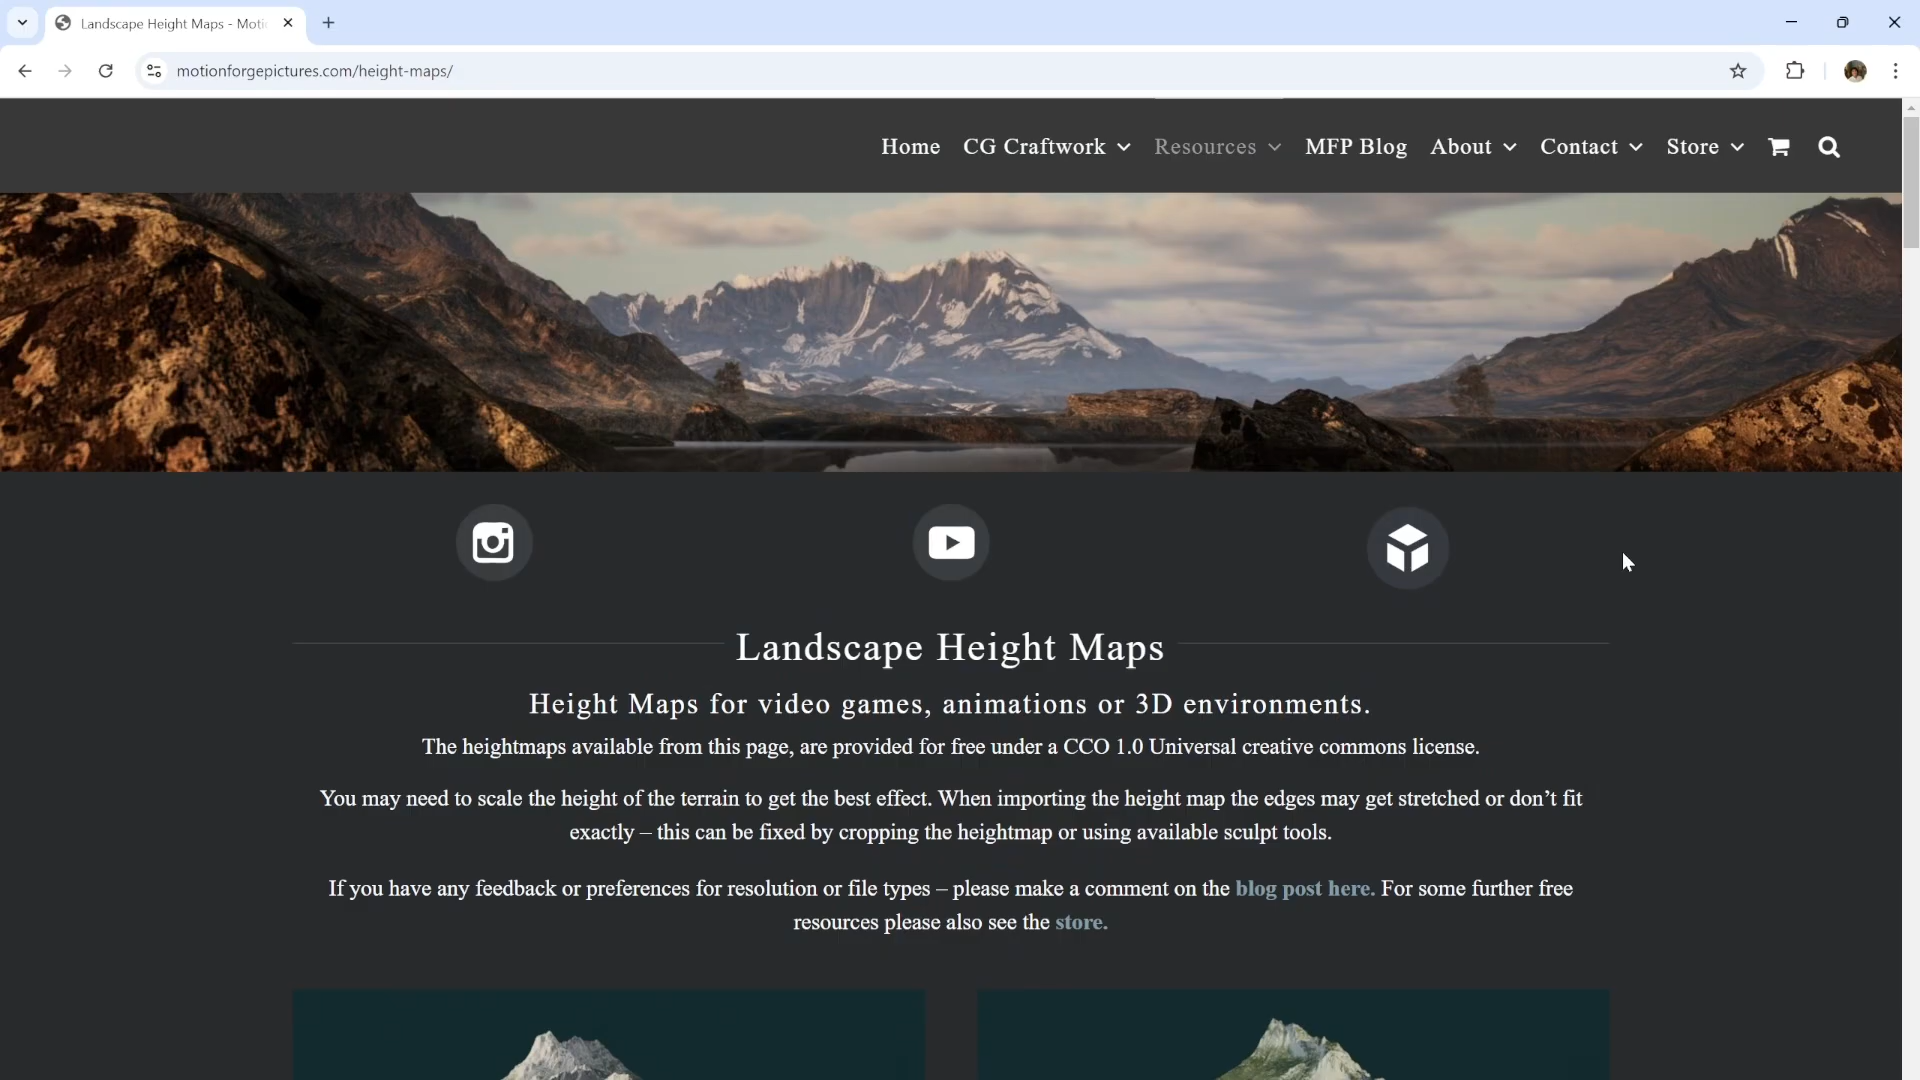 Landscape Height Maps - Moti
motionforgepictures.com/height-maps/
Home CG Craftwork Resources MFP Blog About Contact Store
Landscape Height Maps
Height Maps for video games, animations or 3D environments.
The heightmaps available from this page, are provided for free under a CCO 1.0 Universal creative commons license.
You may need to scale the height of the terrain to get the best effect. When importing the height map the edges may get stretched or don’t fit
exactly – this can be fixed by cropping the heightmap or using available sculpt tools.
If you have any feedback or preferences for resolution or file types – please make a comment on the blog post here. For some further free
resources please also see the store.